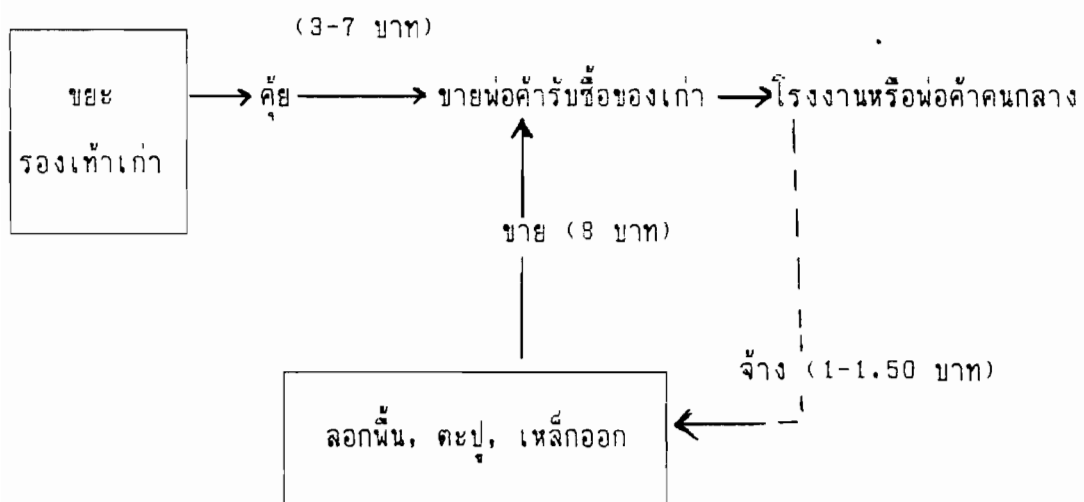 (3-7 บาท)
ขยะ
รองเท้าเก่า
คุ้ย
ขายพ่อค้ารับซื้อของเก่า
โรงงานหรือพ่อค้าคนกลาง
ขาย (8 บาท)
จ้าง (1-1.50 บาท)
ลอกพื้น, ตะปู, เหล็กออก